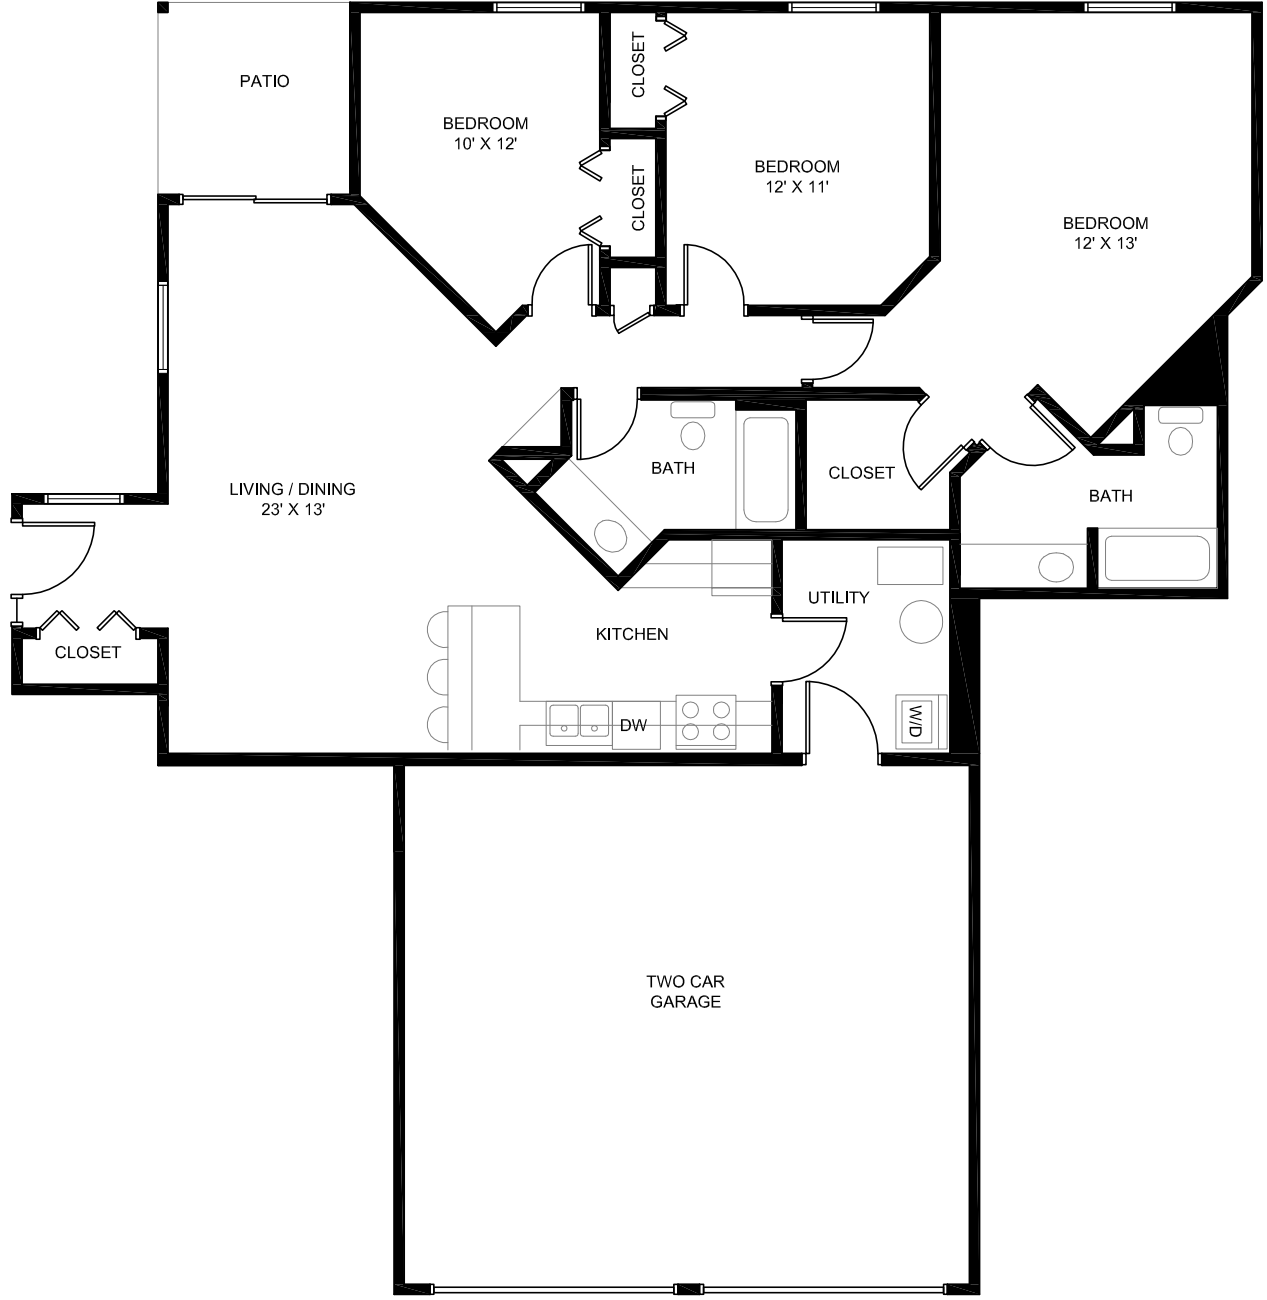 PATIO
BEDROOM
10' X 12'
CLOSET
CLOSET
BEDROOM
12' X 11'
BEDROOM
12' X 13'
LIVING / DINING
23' X 13'
BATH
CLOSET
BATH
UTILITY
KITCHEN
CLOSET
DW
W/D
TWO CAR
GARAGE